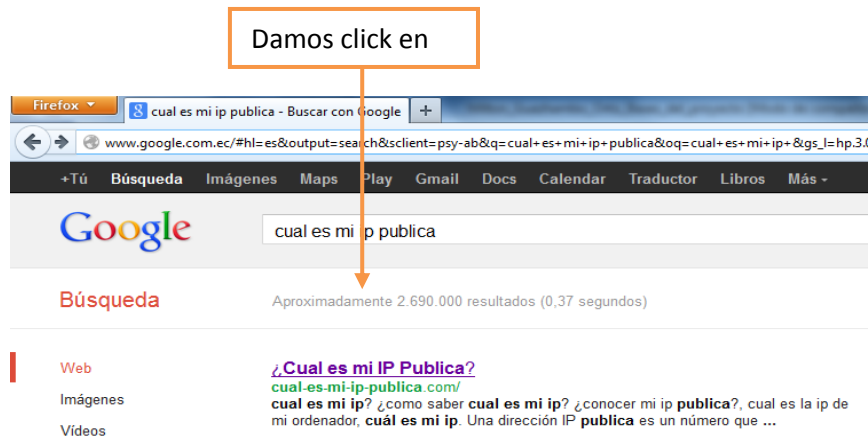 Damos click en
Firefox
8 cual es mi ip publica - Buscar con Google +
www.google.com.ec/#hl=es&output=search&sclient=psy-ab&q=cual+es+mi+ip+publica&oq=cual+es+mi+ip+&gs_l=hp.3.0
+Tú Búsqueda Imágenes Maps Play Gmail Docs Calendar Traductor Libros Más
Google cual es mi ip publica
Búsqueda Aproximadamente 2.690.000 resultados (0,37 segundos)
Web ¿Cual es mi IP Publica?
cual-es-mi-ip-publica.com/
Imágenes cual es mi ip? ¿como saber cual es mi ip? ¿conocer mi ip publica?, cual es la ip de
mi ordenador, cuál es mi ip. Una dirección IP publica es un número que ...
Vídeos